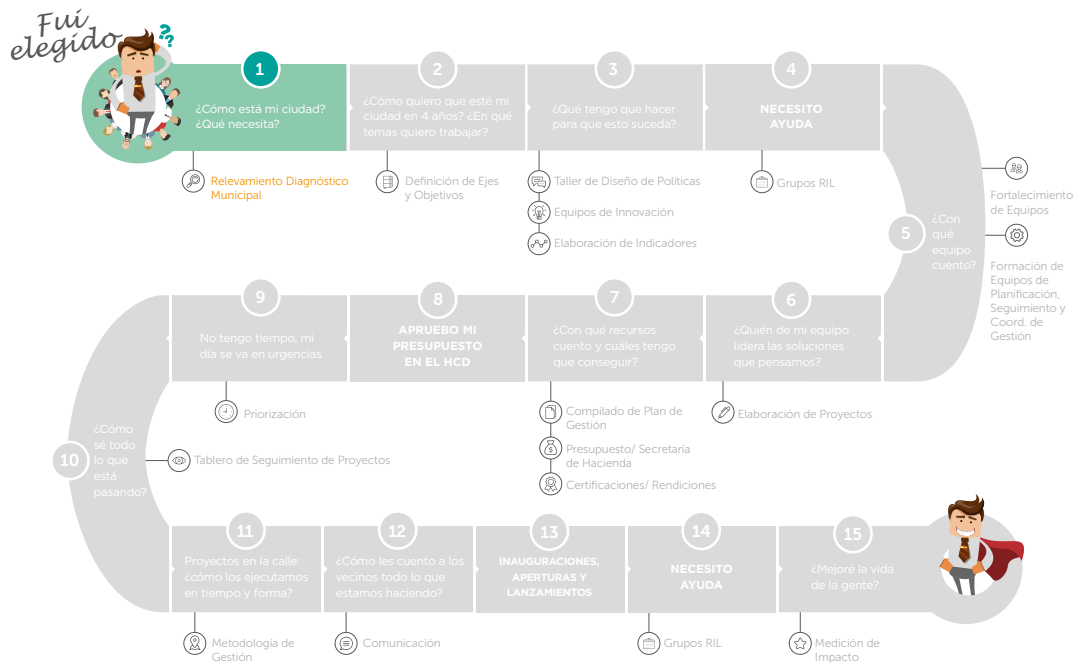 Fui
elegido
??
1
¿Cómo está mi ciudad?
¿Qué necesita?
Relevamiento Diagnóstico
Municipal
2
¿Cómo quiero que esté mi
ciudad en 4 años? ¿En qué
temas quiero trabajar?
Definición de Ejes
y Objetivos
3
¿Qué tengo que hacer
para que esto suceda?
Taller de Diseño de Políticas
Equipos de Innovación
Elaboración de Indicadores
4
NECESITO
AYUDA
Grupos RIL
5
¿Con
qué
equipo
cuento?
Fortalecimiento
de Equipos
Formación de
Equipos de
Planificación,
Seguimiento y
Coord. de
Gestión
6
¿Quién de mi equipo
lidera las soluciones
que pensamos?
Elaboración de Proyectos
7
¿Con qué recursos
cuento y cuáles tengo
que conseguir?
Compilado de Plan de
Gestión
Presupuesto/ Secretaría
de Hacienda
Certificaciones/ Rendiciones
8
APRUEBO MI
PRESUPUESTO
EN EL HCD
9
No tengo tiempo, mi
día se va en urgencias
Priorización
10
¿Cómo
sé todo
lo que
está
pasando?
Tablero de Seguimiento de Proyectos
11
Proyectos en la calle:
¿cómo los ejecutamos
en tiempo y forma?
Metodología de
Gestión
12
¿Cómo les cuento a los
vecinos todo lo que
estamos haciendo?
Comunicación
13
INAUGURACIONES,
APERTURAS Y
LANZAMIENTOS
14
NECESITO
AYUDA
Grupos RIL
15
¿Mejoré la vida
de la gente?
Medición de
Impacto